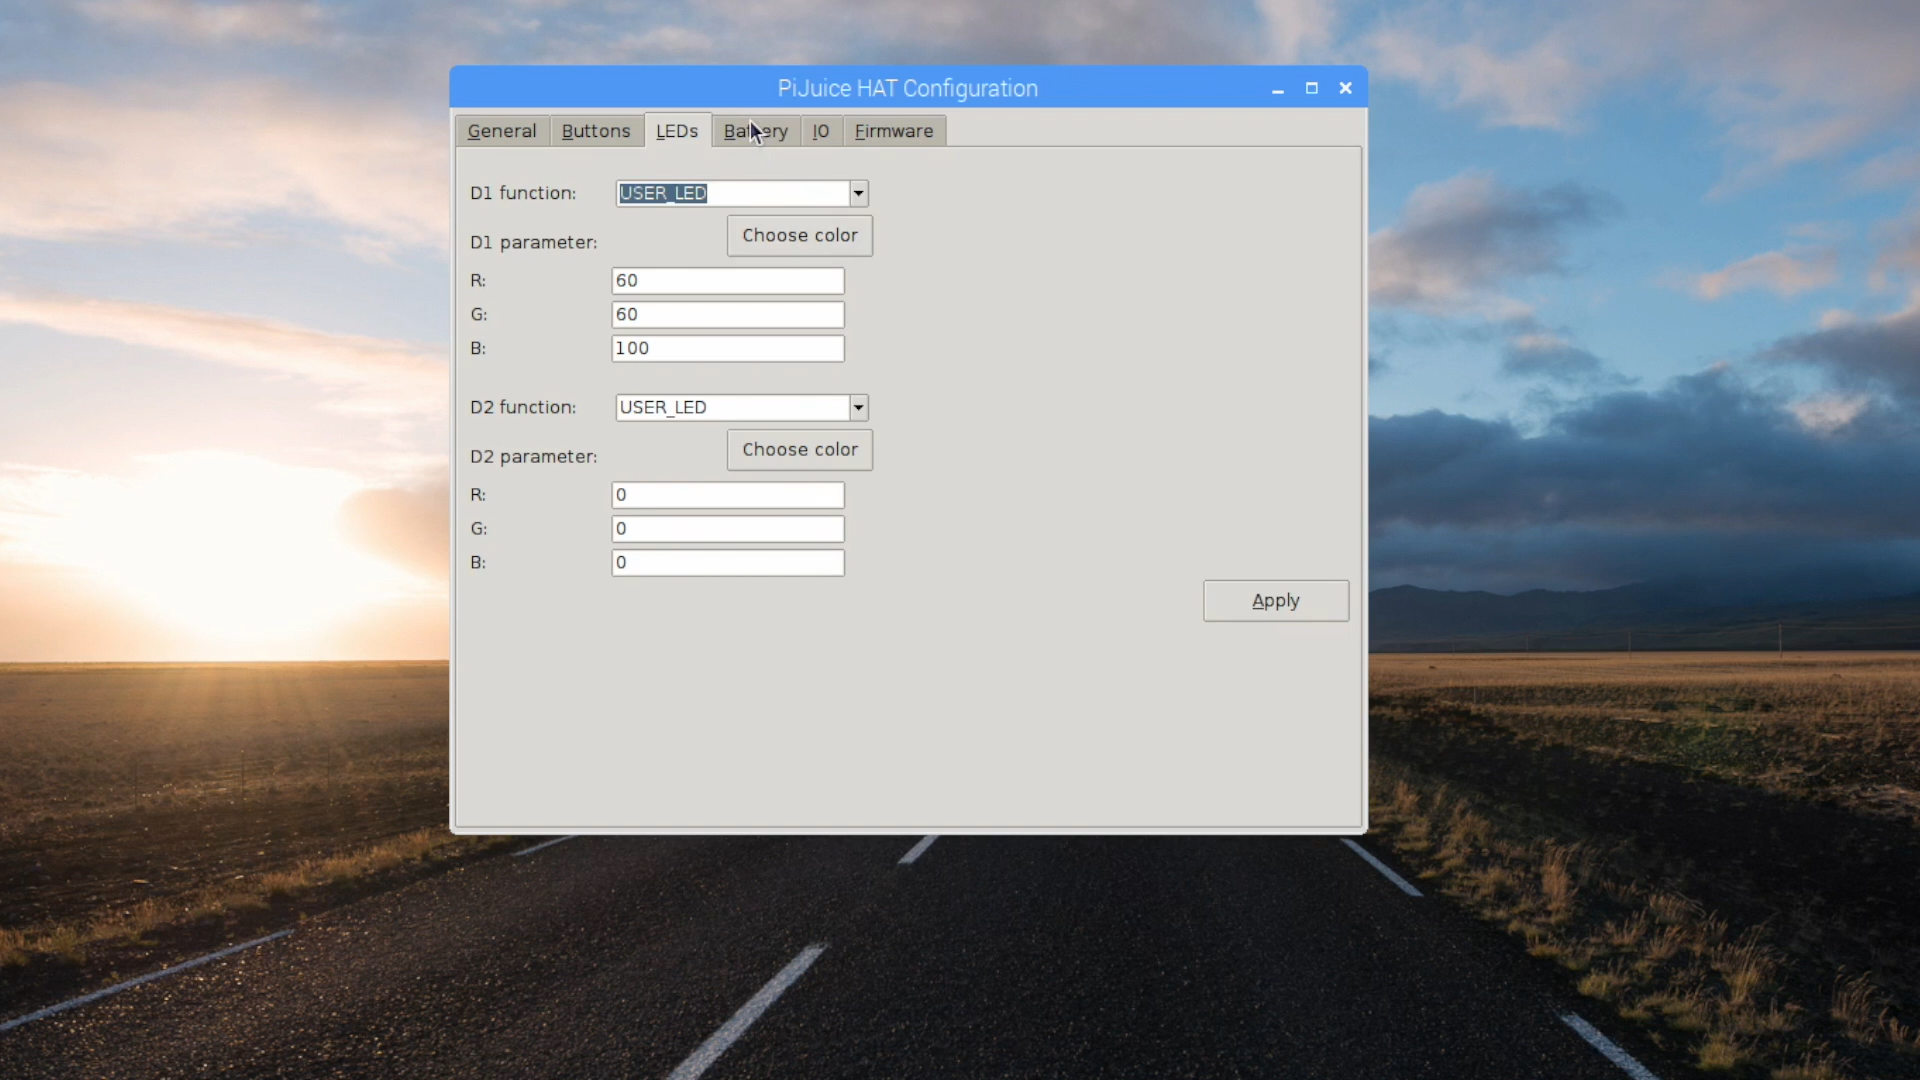 PiJuice HAT Configuration
General Buttons LEDs Battery IO Firmware
D1 function: USER_LED
D1 parameter: Choose color
R: 60
G: 60
B: 100
D2 function: USER_LED
D2 parameter: Choose color
R: 0
G: 0
B: 0
Apply